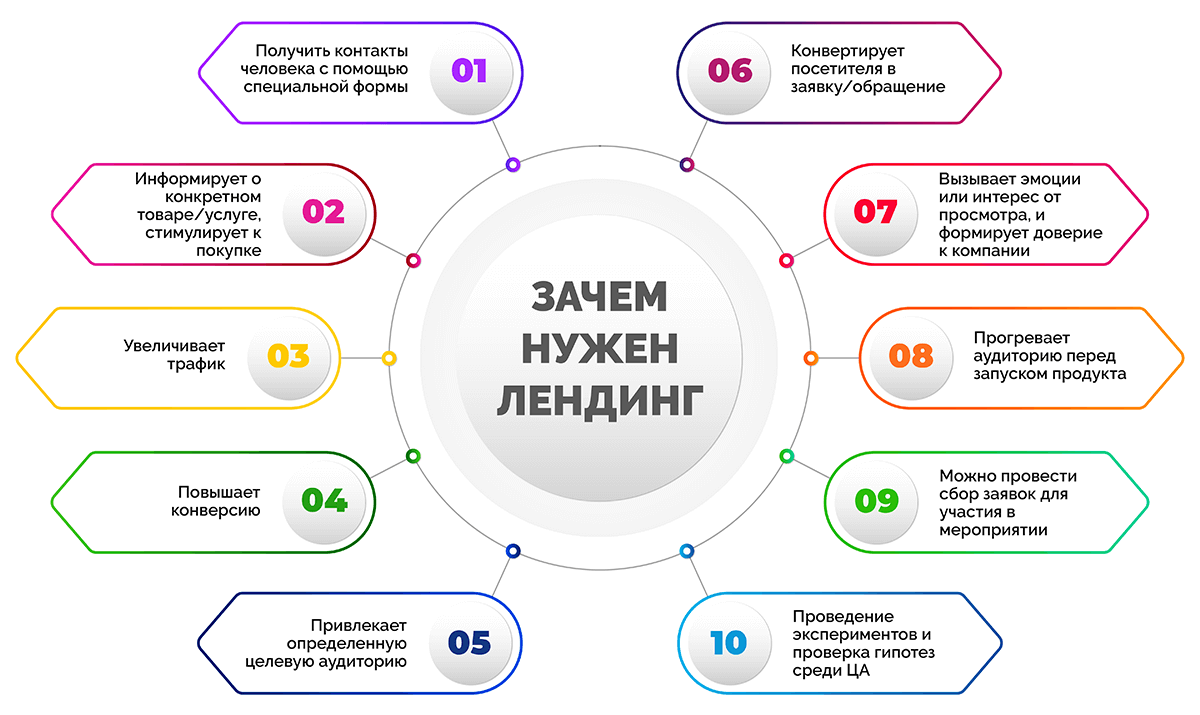 ЗАЧЕМ
НУЖЕН
ЛЕНДИНГ
01
Получить контакты
человека с помощью
специальной формы
02
Информирует о
конкретном
товаре/услуге,
стимулирует к
покупке
03
Увеличивает
трафик
04
Повышает
конверсию
05
Привлекает
определенную
целевую аудиторию
06
Конвертирует
посетителя в
заявку/обращение
07
Вызывает эмоции
или интерес от
просмотра, и
формирует доверие
к компании
08
Прогревает
аудиторию перед
запуском продукта
09
Можно провести
сбор заявок для
участия в
мероприятии
10
Проведение
экспериментов и
проверка гипотез
среди ЦА